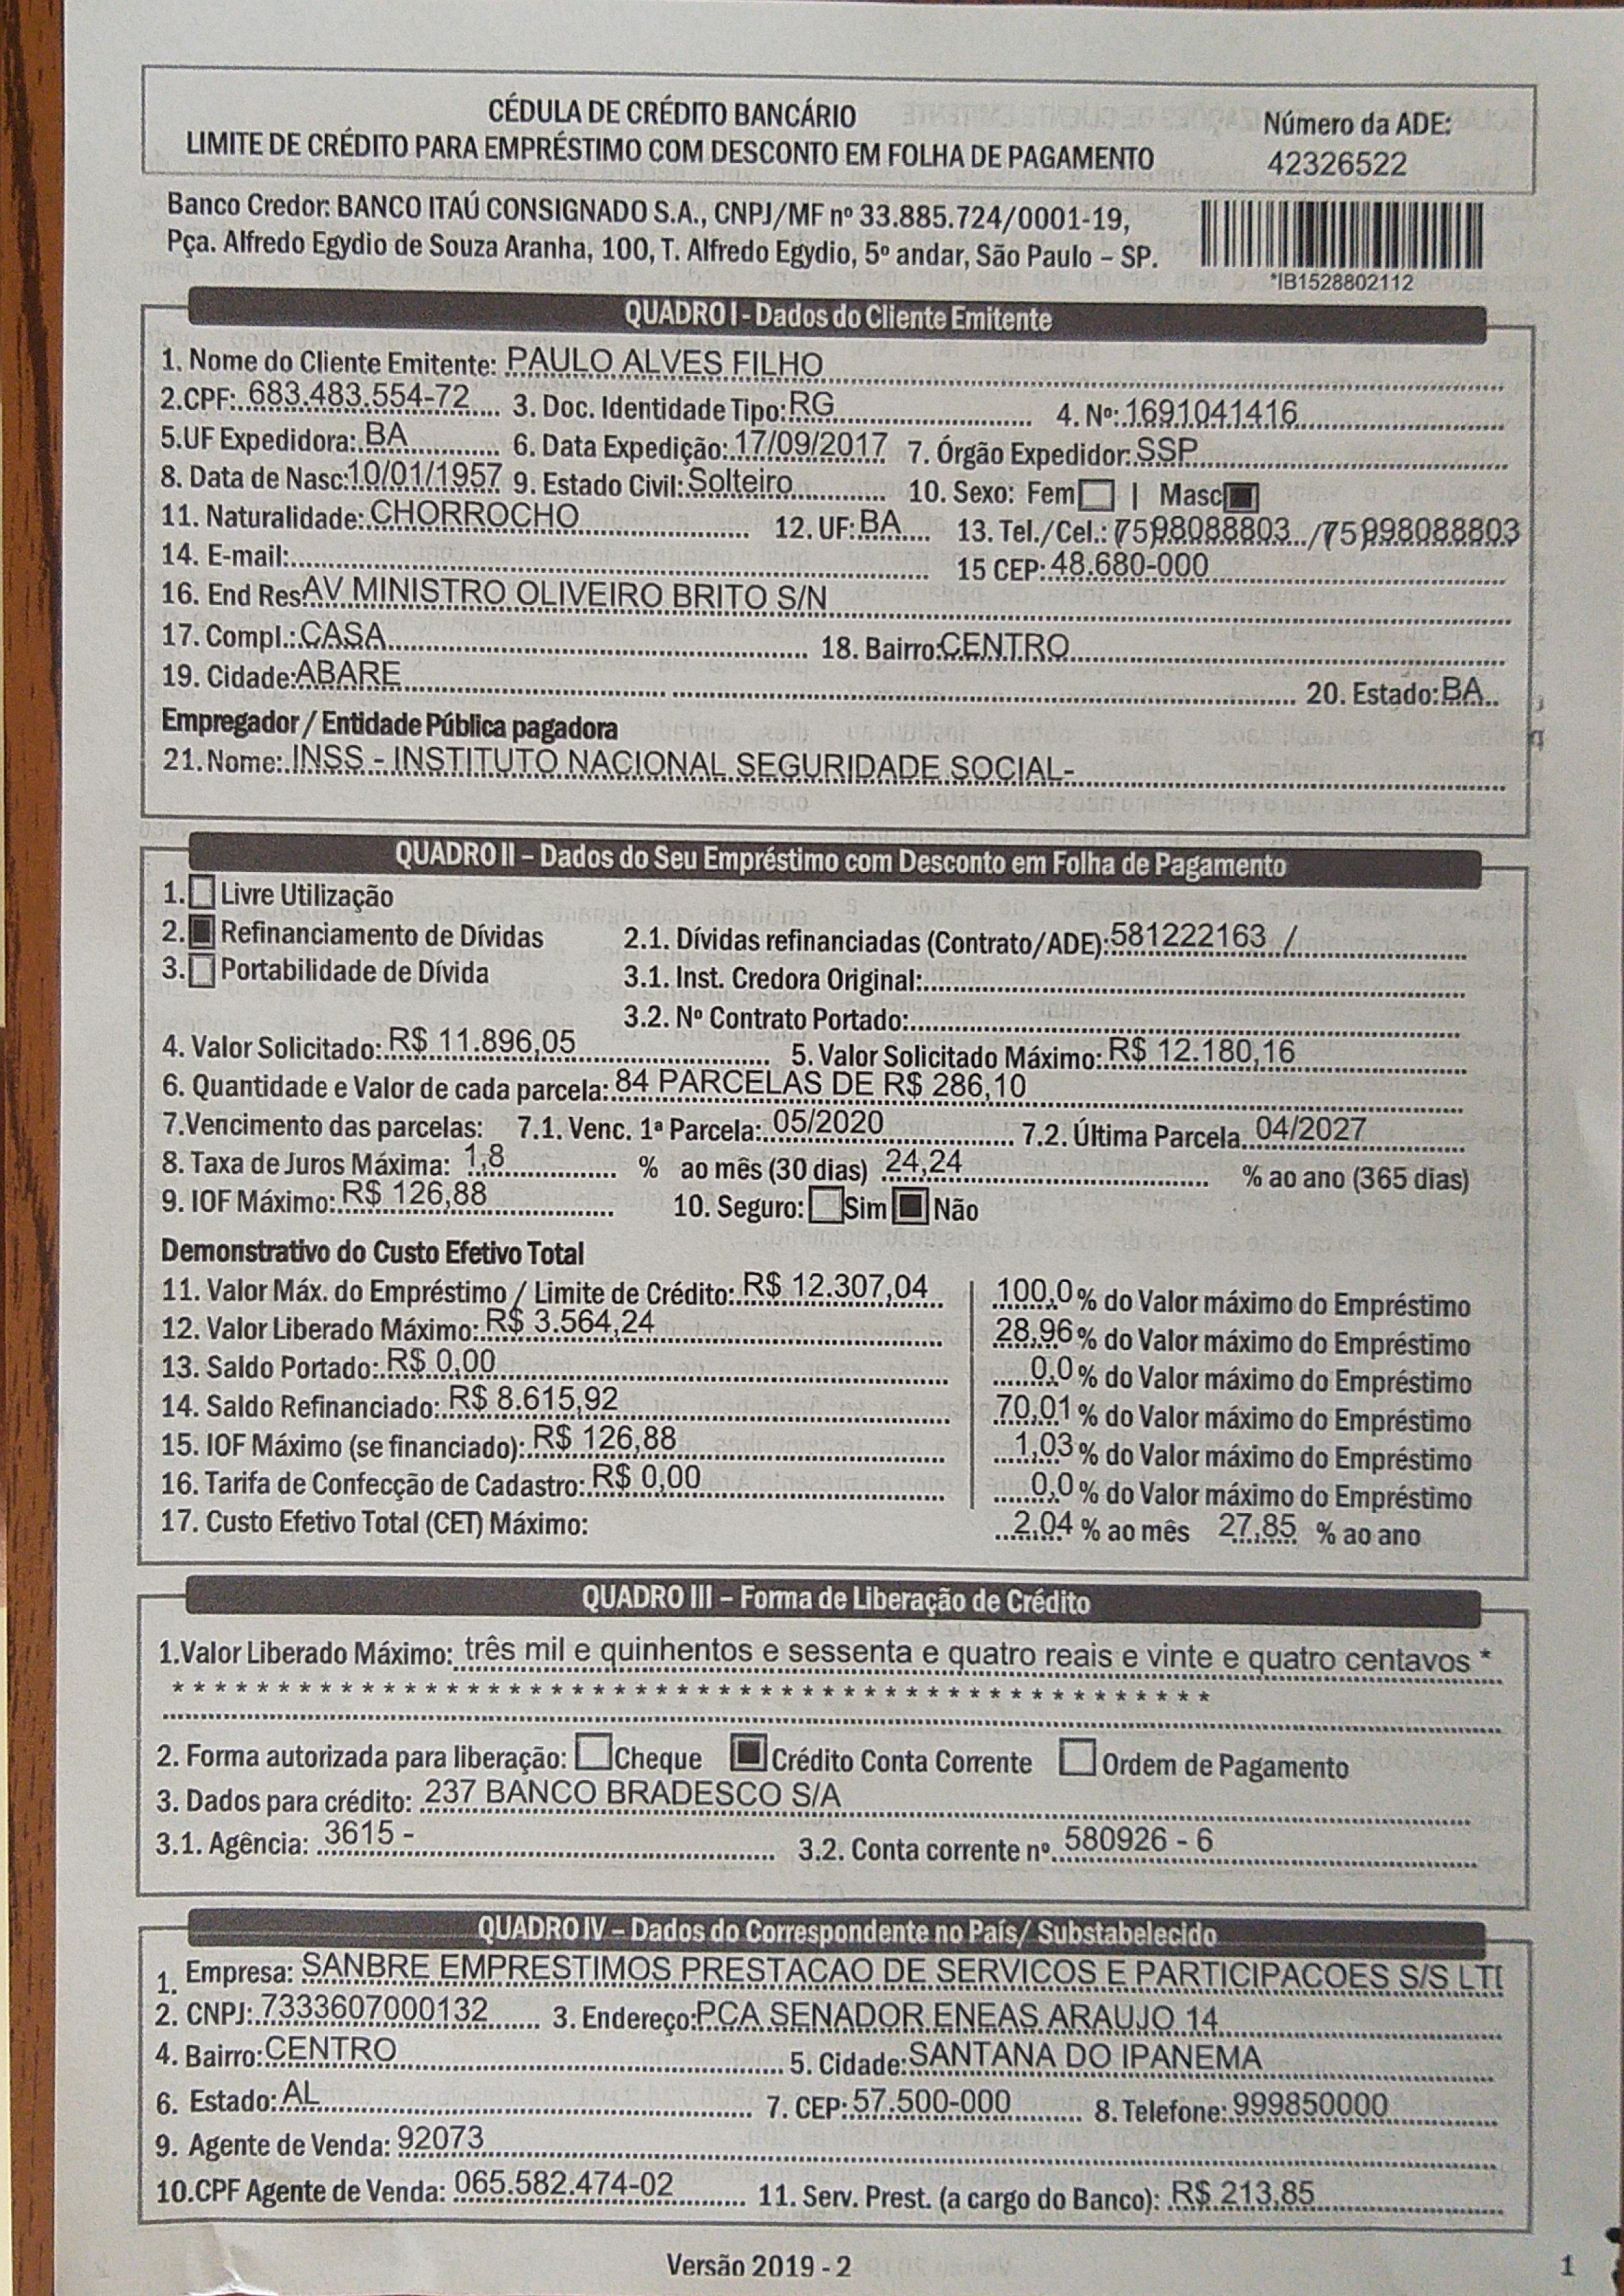 CÉDULA DE CRÉDITO BANCÁRIO
LIMITE DE CRÉDITO PARA EMPRÉSTIMO COM DESCONTO EM FOLHA DE PAGAMENTO
Número da ADE:
42326522
Banco Credor: BANCO ITAÚ CONSIGNADO S.A., CNPJ/MF nº 33.885.724/0001-19,
Pça. Alfredo Egydio de Souza Aranha, 100, T. Alfredo Egydio, 5º andar, São Paulo – SP.
*IB1528802112
QUADRO I - Dados do Cliente Emitente
1. Nome do Cliente Emitente: PAULO ALVES FILHO
2.CPF: 683.483.554-72 3. Doc. Identidade Tipo: RG 4. Nº: 1691041416
5.UF Expedidora: BA 6. Data Expedição: 17/09/2017 7. Órgão Expedidor: SSP
8. Data de Nasc: 10/01/1957 9. Estado Civil: Solteiro 10. Sexo: Fem | Masc
11. Naturalidade: CHORROCHO 12. UF: BA 13. Tel./Cel.: (75)98088803 /(75)998088803
14. E-mail: 15 CEP: 48.680-000
16. End Res: AV MINISTRO OLIVEIRO BRITO S/N
17. Compl.: CASA 18. Bairro: CENTRO
19. Cidade: ABARE 20. Estado: BA
Empregador / Entidade Pública pagadora
21. Nome: INSS - INSTITUTO NACIONAL SEGURIDADE SOCIAL-
QUADRO II – Dados do Seu Empréstimo com Desconto em Folha de Pagamento
1. Livre Utilização
2. Refinanciamento de Dívidas 2.1. Dívidas refinanciadas (Contrato/ADE): 581222163 /
3. Portabilidade de Dívida 3.1. Inst. Credora Original:
3.2. Nº Contrato Portado:
4. Valor Solicitado: R$ 11.896,05 5. Valor Solicitado Máximo: R$ 12.180,16
6. Quantidade e Valor de cada parcela: 84 PARCELAS DE R$ 286,10
7.Vencimento das parcelas: 7.1. Venc. 1ª Parcela: 05/2020 7.2. Última Parcela 04/2027
8. Taxa de Juros Máxima: 1,8 % ao mês (30 dias) 24,24 % ao ano (365 dias)
9. IOF Máximo: R$ 126,88 10. Seguro: Sim Não
Demonstrativo do Custo Efetivo Total
11. Valor Máx. do Empréstimo / Limite de Crédito: R$ 12.307,04 100,0 % do Valor máximo do Empréstimo
12. Valor Liberado Máximo: R$ 3.564,24 28,96 % do Valor máximo do Empréstimo
13. Saldo Portado: R$ 0,00 0,0 % do Valor máximo do Empréstimo
14. Saldo Refinanciado: R$ 8.615,92 70,01 % do Valor máximo do Empréstimo
15. IOF Máximo (se financiado): R$ 126,88 1,03 % do Valor máximo do Empréstimo
16. Tarifa de Confecção de Cadastro: R$ 0,00 0,0 % do Valor máximo do Empréstimo
17. Custo Efetivo Total (CET) Máximo: 2,04 % ao mês 27,85 % ao ano
QUADRO III – Forma de Liberação de Crédito
1.Valor Liberado Máximo: três mil e quinhentos e sessenta e quatro reais e vinte e quatro centavos *
* * * * * * * * * * * * * * * * * * * * * * * * * * * * * * * * * * * * * * * * * * * * * * * * * *
2. Forma autorizada para liberação: Cheque Crédito Conta Corrente Ordem de Pagamento
3. Dados para crédito: 237 BANCO BRADESCO S/A
3.1. Agência: 3615 - 3.2. Conta corrente nº 580926 - 6
QUADRO IV – Dados do Correspondente no País/ Substabelecido
1. Empresa: SANBRE EMPRESTIMOS PRESTACAO DE SERVICOS E PARTICIPACOES S/S LTI
2. CNPJ: 7333607000132 3. Endereço: PCA SENADOR ENEAS ARAUJO 14
4. Bairro: CENTRO 5. Cidade: SANTANA DO IPANEMA
6. Estado: AL 7. CEP: 57.500-000 8. Telefone: 999850000
9. Agente de Venda: 92073
10.CPF Agente de Venda: 065.582.474-02 11. Serv. Prest. (a cargo do Banco): R$ 213,85
Versão 2019 - 2
1